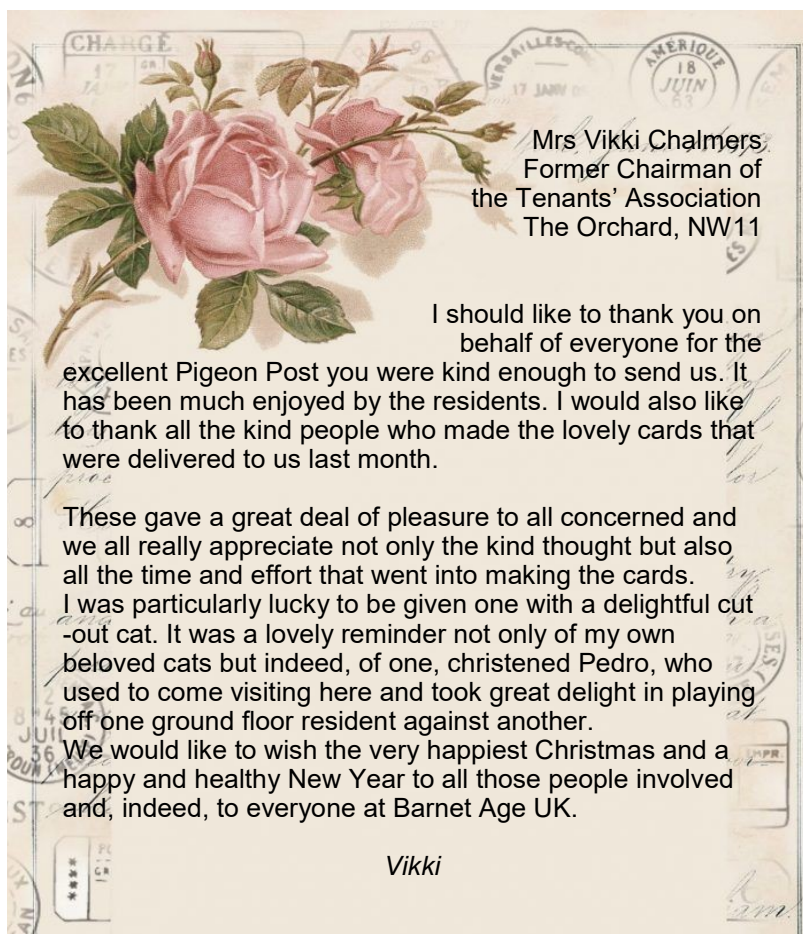 CHARGE
VERSAILLES
17 JANV
AMÉRIQUE
18
JUIN
63
Mrs Vikki Chalmers
Former Chairman of
the Tenants’ Association
The Orchard, NW11
I should like to thank you on
behalf of everyone for the
excellent Pigeon Post you were kind enough to send us. It
has been much enjoyed by the residents. I would also like
to thank all the kind people who made the lovely cards that
were delivered to us last month.
These gave a great deal of pleasure to all concerned and
we all really appreciate not only the kind thought but also
all the time and effort that went into making the cards.
I was particularly lucky to be given one with a delightful cut
-out cat. It was a lovely reminder not only of my own
beloved cats but indeed, of one, christened Pedro, who
used to come visiting here and took great delight in playing
off one ground floor resident against another.
We would like to wish the very happiest Christmas and a
happy and healthy New Year to all those people involved
and, indeed, to everyone at Barnet Age UK.
Vikki